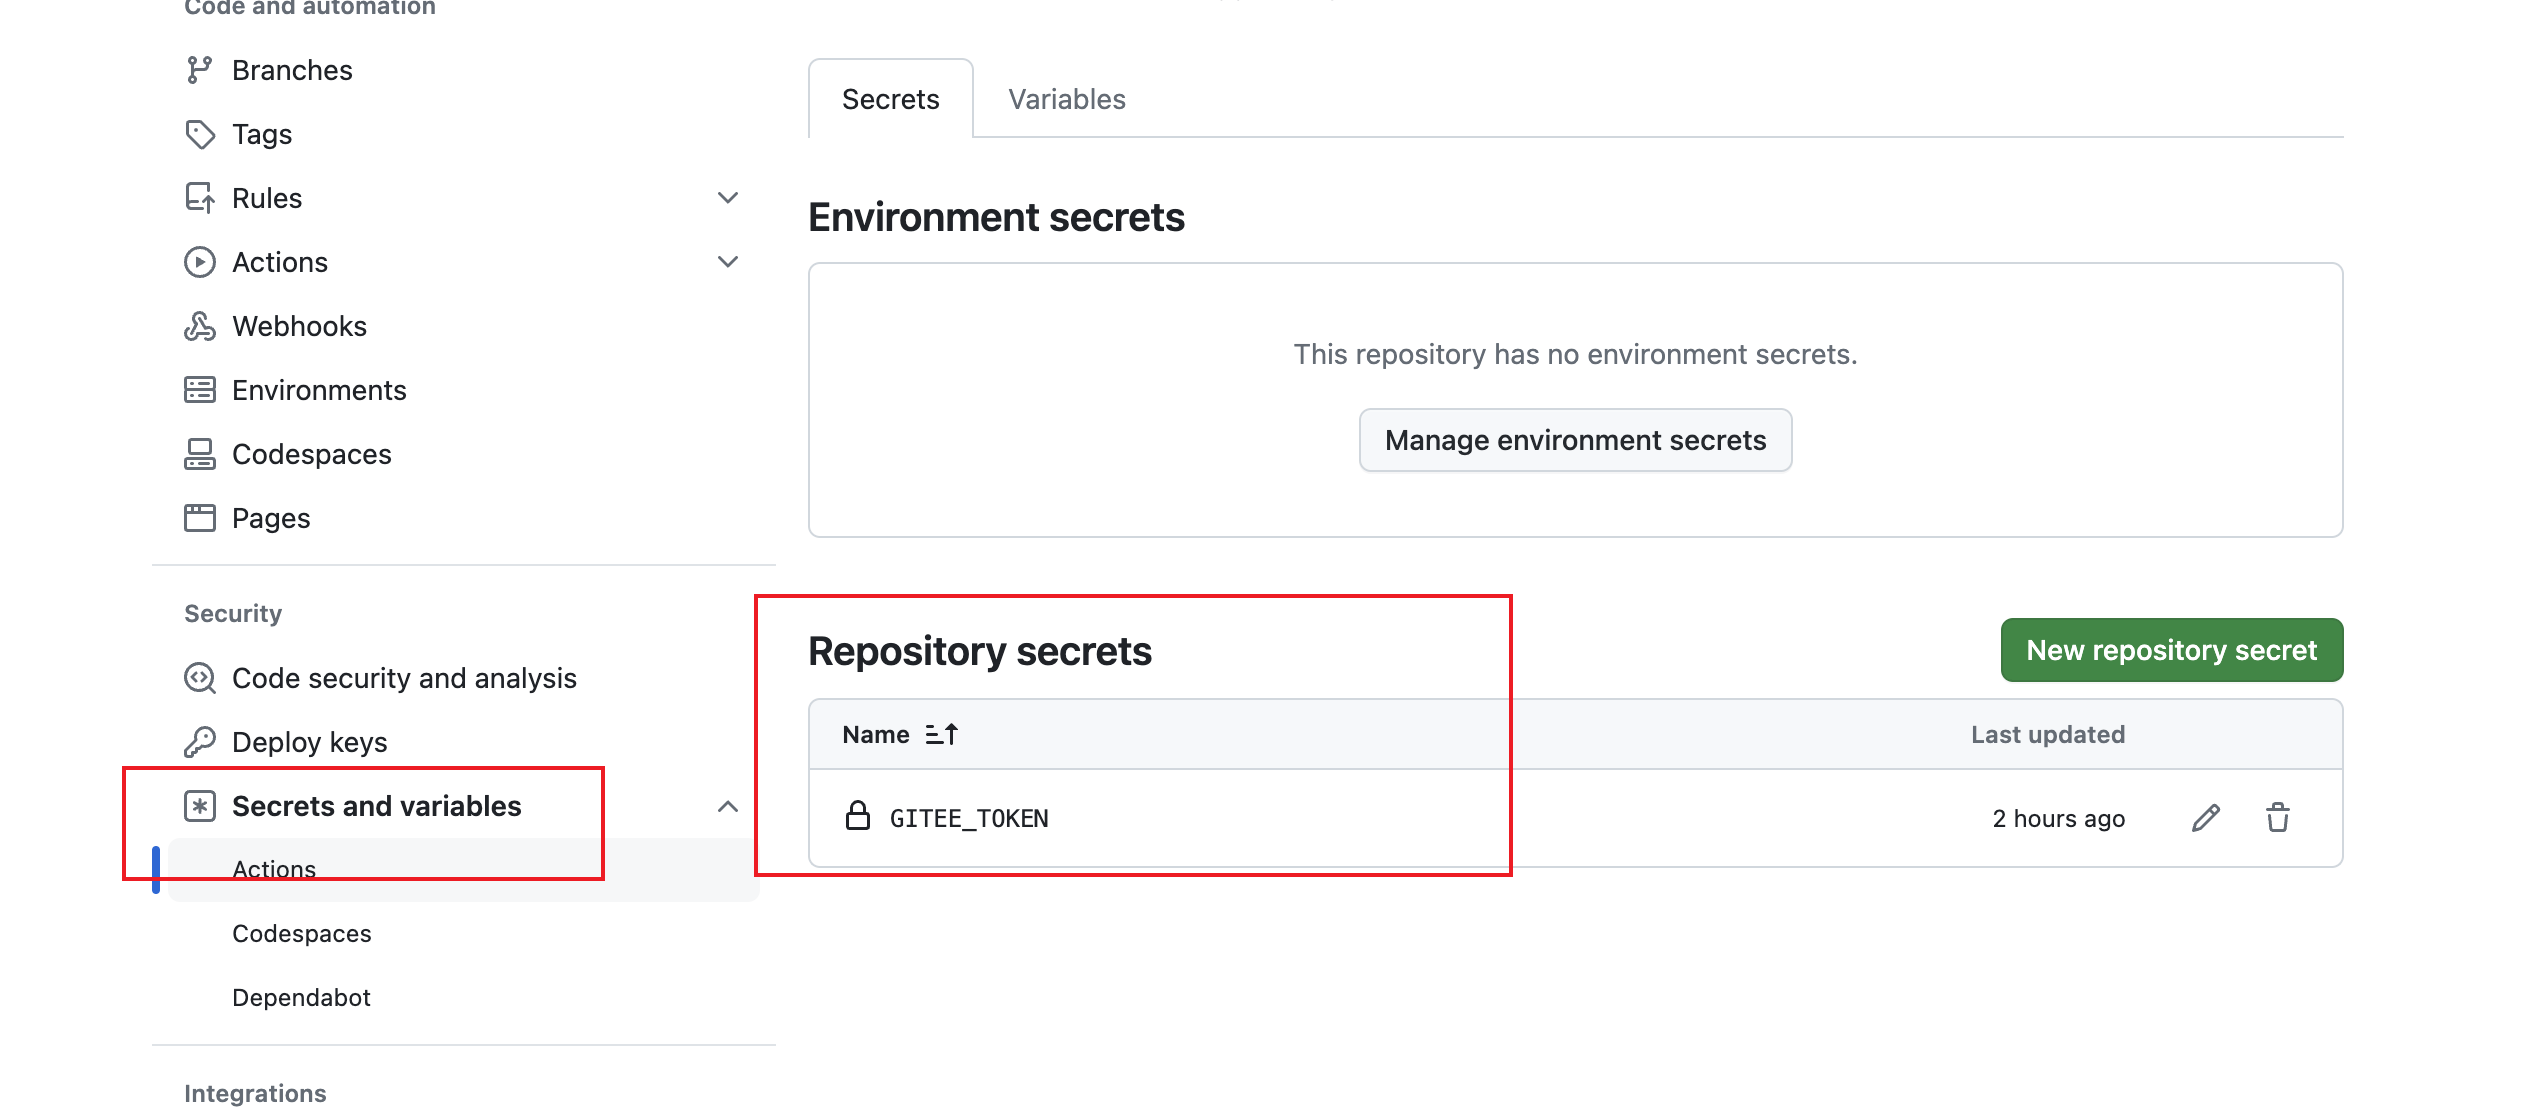 Code and automation
Branches
Tags
Rules
Actions
Webhooks
Environments
Codespaces
Pages
Security
Code security and analysis
Deploy keys
Secrets and variables
Actions
Codespaces
Dependabot
Integrations
Secrets
Variables
Environment secrets
This repository has no environment secrets.
Manage environment secrets
Repository secrets
New repository secret
Name
Last updated
GITEE_TOKEN
2 hours ago